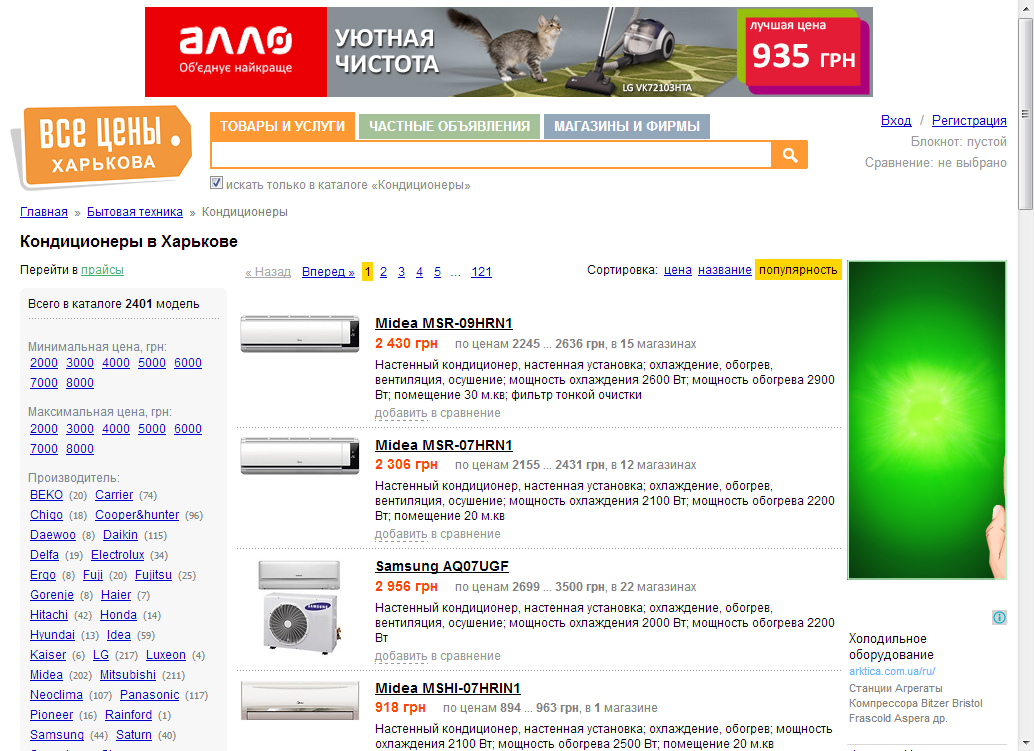 алло
Об'єднує найкраще
УЮТНАЯ
ЧИСТОТА
LG VK72103HTA
лучшая цена
935 ГРН
ВСЕ ЦЕНЫ
ХАРЬКОВА
ТОВАРЫ И УСЛУГИ ЧАСТНЫЕ ОБЪЯВЛЕНИЯ МАГАЗИНЫ И ФИРМЫ
искать только в каталоге «Кондиционеры»
Вход / Регистрация
Блокнот: пустой
Сравнение: не выбрано
Главная » Бытовая техника » Кондиционеры
Кондиционеры в Харькове
Перейти в прайсы
Всего в каталоге 2401 модель
Минимальная цена, грн:
2000 3000 4000 5000 6000
7000 8000
Максимальная цена, грн:
2000 3000 4000 5000 6000
7000 8000
Производитель:
BEKO (20) Carrier (74)
Chigo (18) Cooper&hunter (96)
Daewoo (8) Daikin (115)
Delfa (19) Electrolux (34)
Ergo (8) Fuji (20) Fujitsu (25)
Gorenje (8) Haier (7)
Hitachi (42) Honda (14)
Hyundai (13) Idea (59)
Kaiser (6) LG (217) Luxeon (4)
Midea (202) Mitsubishi (211)
Neoclima (107) Panasonic (117)
Pioneer (16) Rainford (1)
Samsung (44) Saturn (40)
« Назад Вперед » 1 2 3 4 5 ... 121
Сортировка: цена название популярность
Midea MSR-09HRN1
2 430 грн по ценам 2245 ... 2636 грн, в 15 магазинах
Настенный кондиционер, настенная установка; охлаждение, обогрев,
вентиляция, осушение; мощность охлаждения 2600 Вт; мощность обогрева 2900
Вт; помещение 30 м.кв; фильтр тонкой очистки
добавить в сравнение
Midea MSR-07HRN1
2 306 грн по ценам 2155 ... 2431 грн, в 12 магазинах
Настенный кондиционер, настенная установка; охлаждение, обогрев,
вентиляция, осушение; мощность охлаждения 2100 Вт; мощность обогрева 2200
Вт; помещение 20 м.кв
добавить в сравнение
SAMSUNG
Samsung AQ07UGF
2 956 грн по ценам 2699 ... 3500 грн, в 22 магазинах
Настенный кондиционер, настенная установка; охлаждение, обогрев,
вентиляция, осушение; мощность охлаждения 2000 Вт; мощность обогрева 2200
Вт
добавить в сравнение
Midea MSHI-07HRIN1
918 грн по ценам 894 ... 963 грн, в 1 магазине
Настенный кондиционер, настенная установка; охлаждение, обогрев; мощность
охлаждения 2100 Вт; мощность обогрева 2500 Вт; помещение 20 м.кв
Холодильное
оборудование
arktica.com.ua/ru/
Станции Агрегаты
Компрессора Bitzer Bristol
Frascold Aspera др.